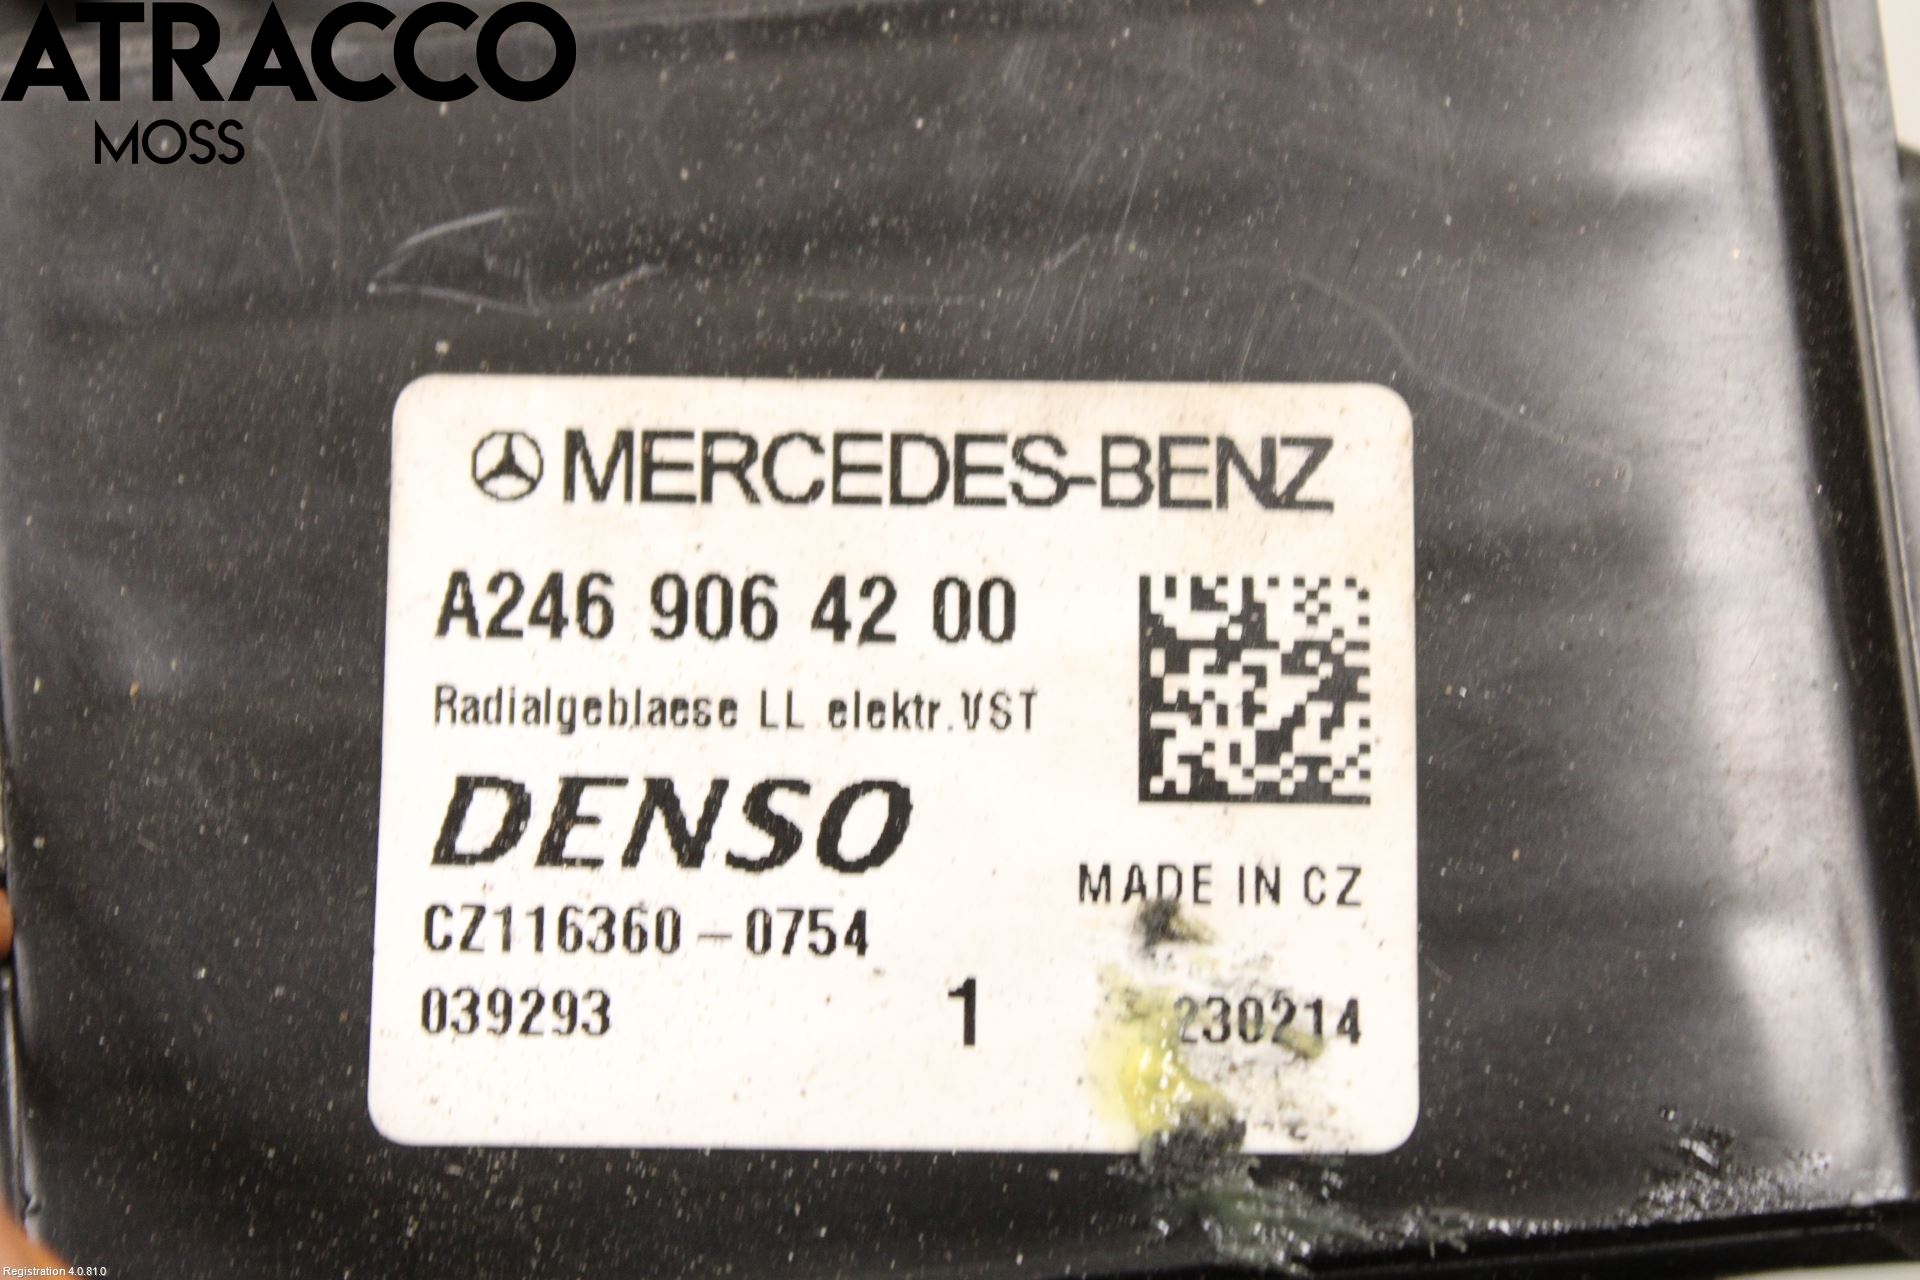 ATRACCO
MOSS
MERCEDES-BENZ
A246 906 42 00
Radialgeblaese LL elektr.VST
DENSO
MADE IN CZ
CZ116360-0754
039293 1 230214
Registration 4.0.81.0